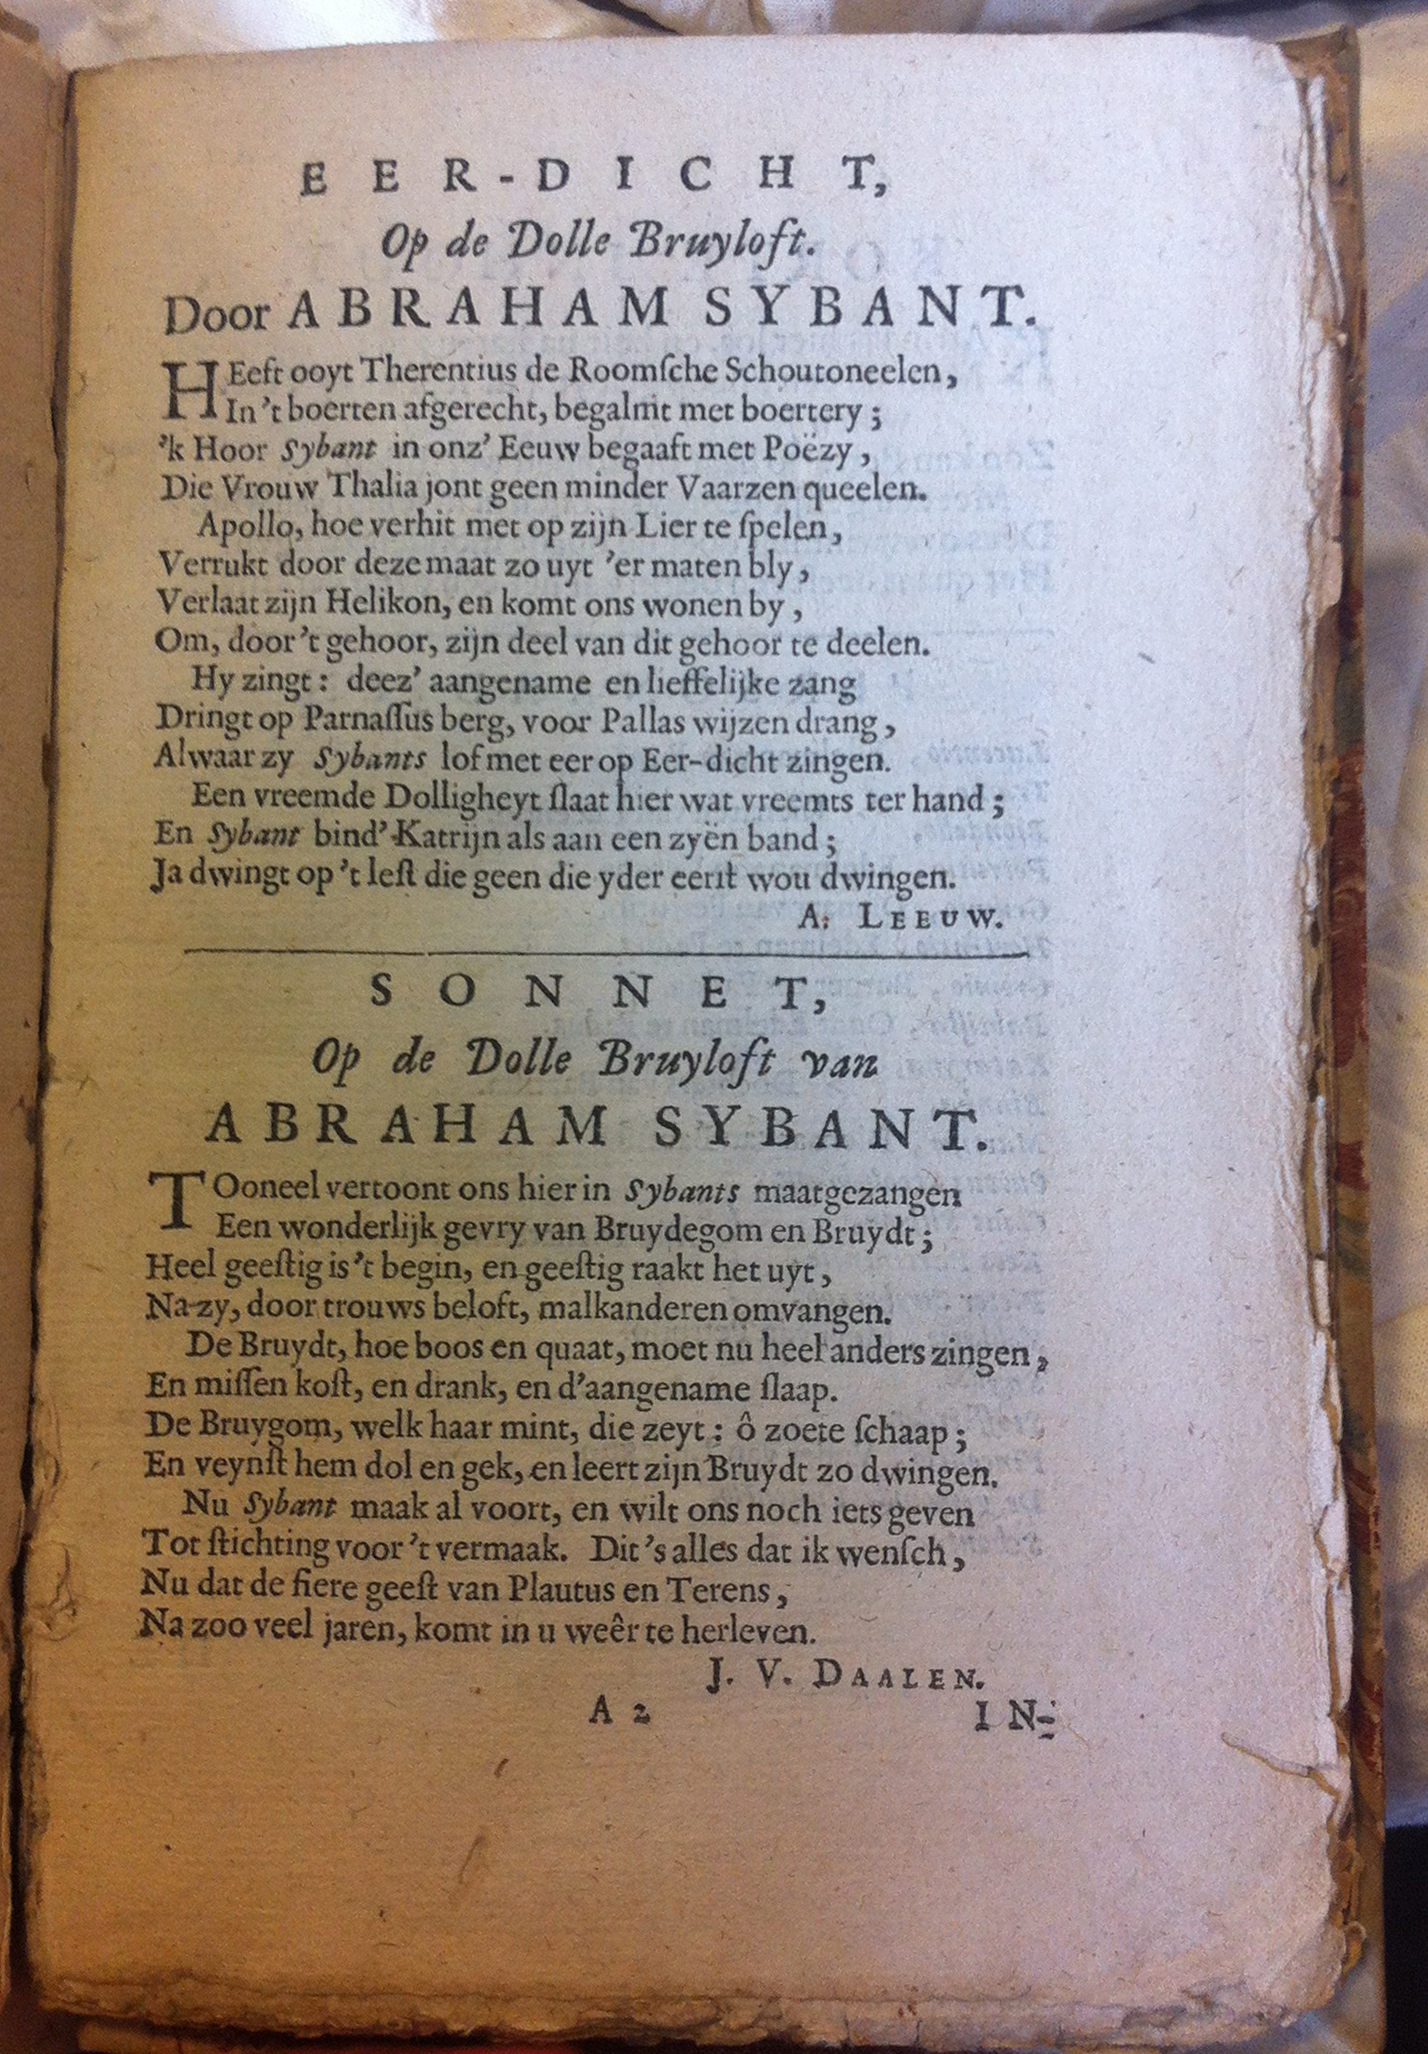 EER-DICHT,
Op de Dolle Bruyloft.
Door ABRAHAM SYBANT.
HEeft ooyt Therentius de Roomſche Schoutoneelen,
In 't boerten afgerecht, begalmt met boertery ;
'k Hoor Sybant in onz' Eeuw begaaft met Poëzy ,
Die Vrouw Thalia jont geen minder Vaarzen queelen.
Apollo, hoe verhit met op zijn Lier te ſpelen,
Verrukt door deze maat zo uyt 'er maten bly,
Verlaat zijn Helikon, en komt ons wonen by ,
Om, door 't gehoor, zijn deel van dit gehoor te deelen.
Hy zingt : deez' aangename en lieffelijke zang
Dringt op Parnaſſus berg, voor Pallas wijzen drang ,
Alwaar zy Sybants lof met eer op Eer-dicht zingen.
Een vreemde Dolligheyt ſlaat hier wat vreemts ter hand ;
En Sybant bind' Katrijn als aan een zyën band ;
Ja dwingt op 't leſt die geen die yder eerſt wou dwingen.
A. LEEUW.
SONNET,
Op de Dolle Bruyloft van
ABRAHAM SYBANT.
TOoneel vertoont ons hier in Sybants maatgezangen
Een wonderlijk gevry van Bruydegom en Bruydt ;
Heel geeſtig is 't begin, en geeſtig raakt het uyt,
Na zy, door trouws beloft, malkanderen omvangen.
De Bruydt, hoe boos en quaat, moet nu heel anders zingen,
En miſſen koſt, en drank, en d'aangename ſlaap.
De Bruygom, welk haar mint, die zeyt : ô zoete ſchaap ;
En veynſt hem dol en gek, en leert zijn Bruydt zo dwingen.
Nu Sybant maak al voort, en wilt ons noch iets geven
Tot ſtichting voor 't vermaak. Dit 's alles dat ik wenſch,
Nu dat de fiere geeſt van Plautus en Terens,
Na zoo veel jaren, komt in u weêr te herleven.
J. V. DAALEN.
A 2
IN-